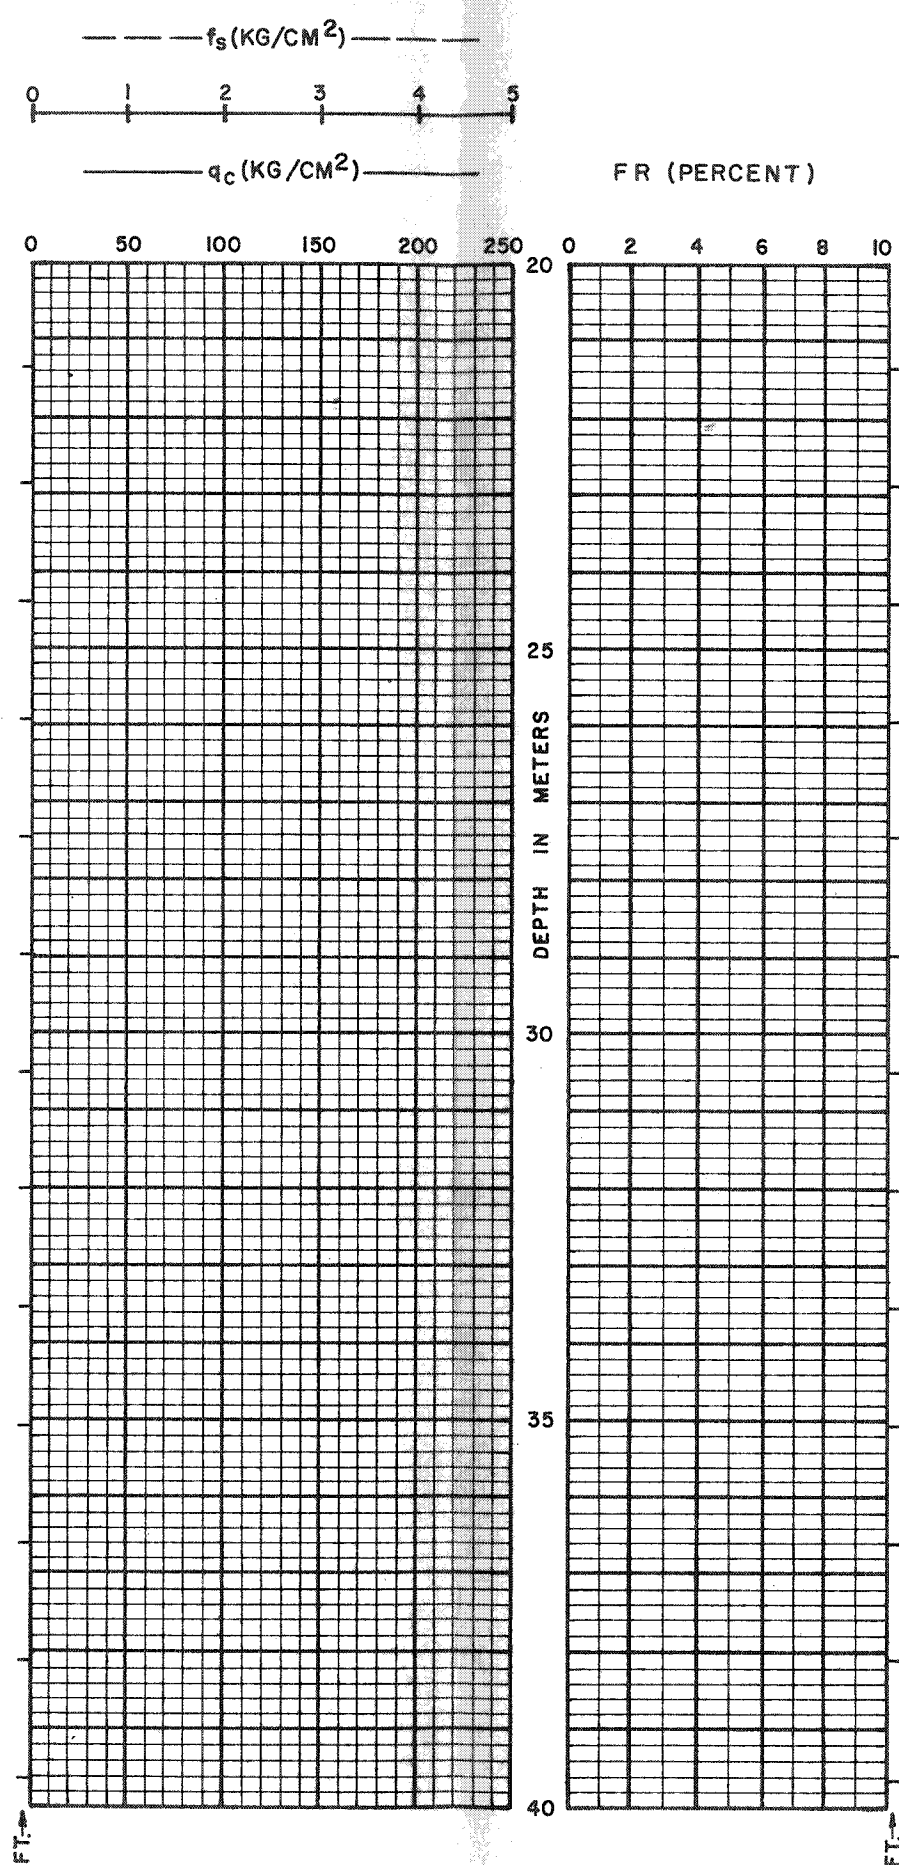 fs (KG/CM2)
0 1 2 3 4 5
qc (KG/CM2)
FR (PERCENT)
0 50 100 150 200 250
0 2 4 6 8 10
20
25
DEPTH IN METERS
30
35
40
FT.
FT.